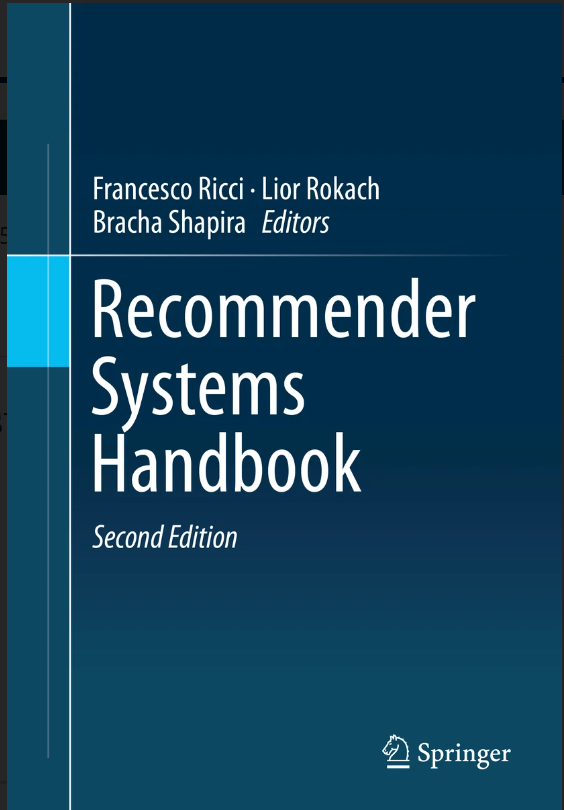 Francesco Ricci · Lior Rokach
Bracha Shapira Editors
Recommender
Systems
Handbook
Second Edition
Springer